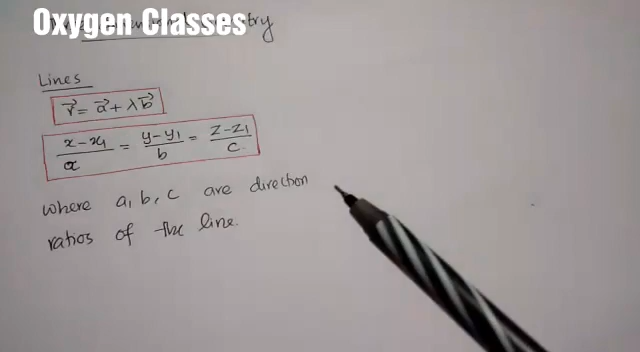 Oxygen Classes
Lines
r⃗ = a⃗ + λb⃗
(x-x₁)/a = (y-y₁)/b = (z-z₁)/c
where a, b, c are direction
ratios of the line.